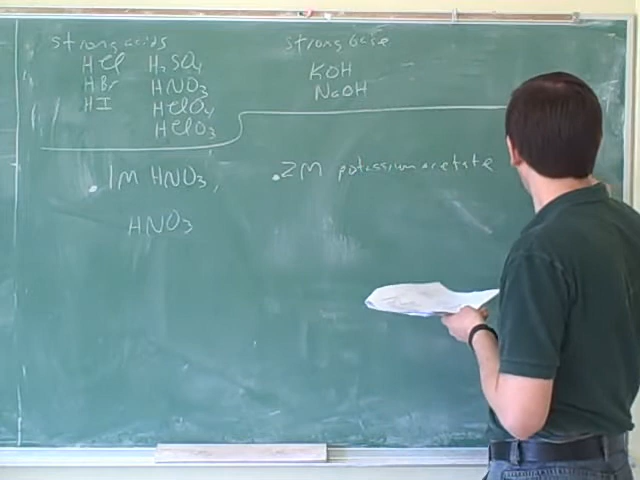 strong acids
HCl H2SO4
HBr HNO3
HI HClO4
HClO3
strong base
KOH
NaOH
.1M HNO3, .2M potassium acetate
HNO3